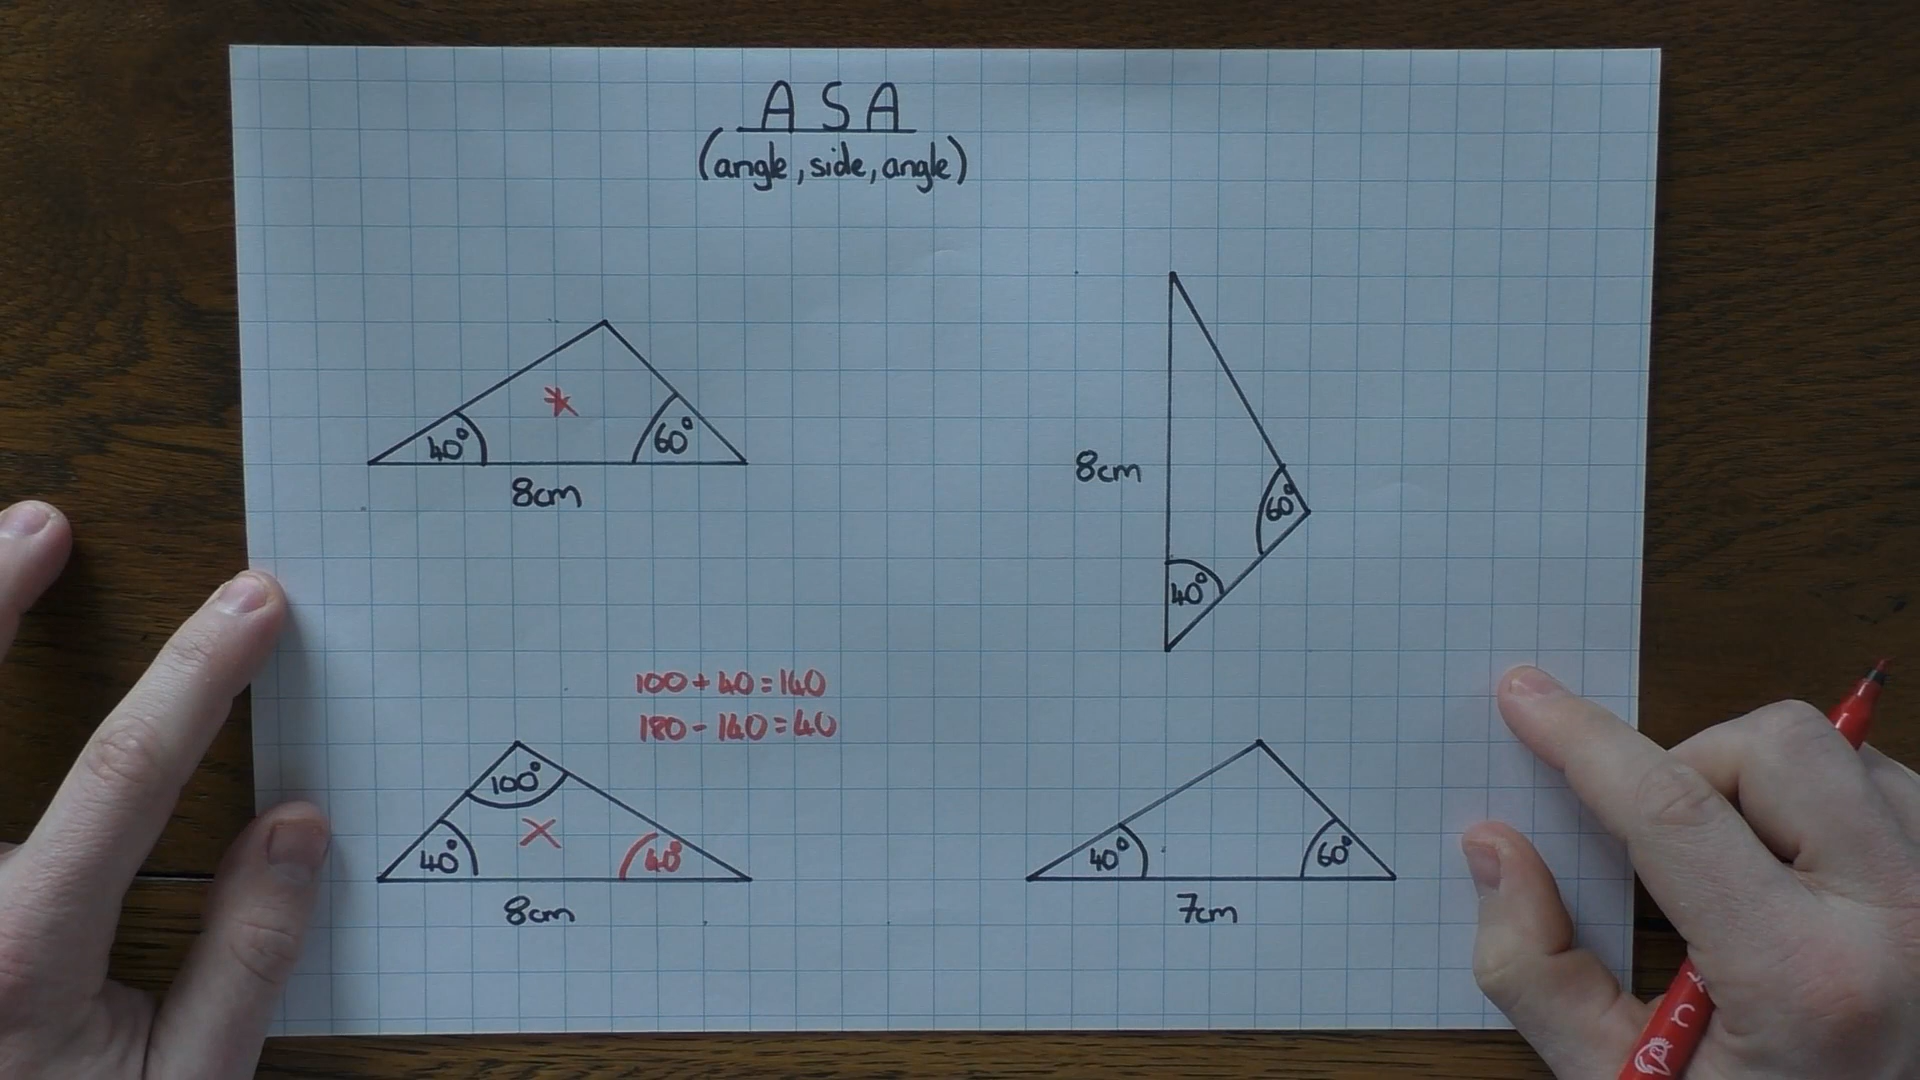 ASA
(angle, side, angle)
40° 60°
8cm
8cm
60°
40°
100 + 40 = 140
180 - 140 = 40
100°
40° 40°
8cm
40° 60°
7cm